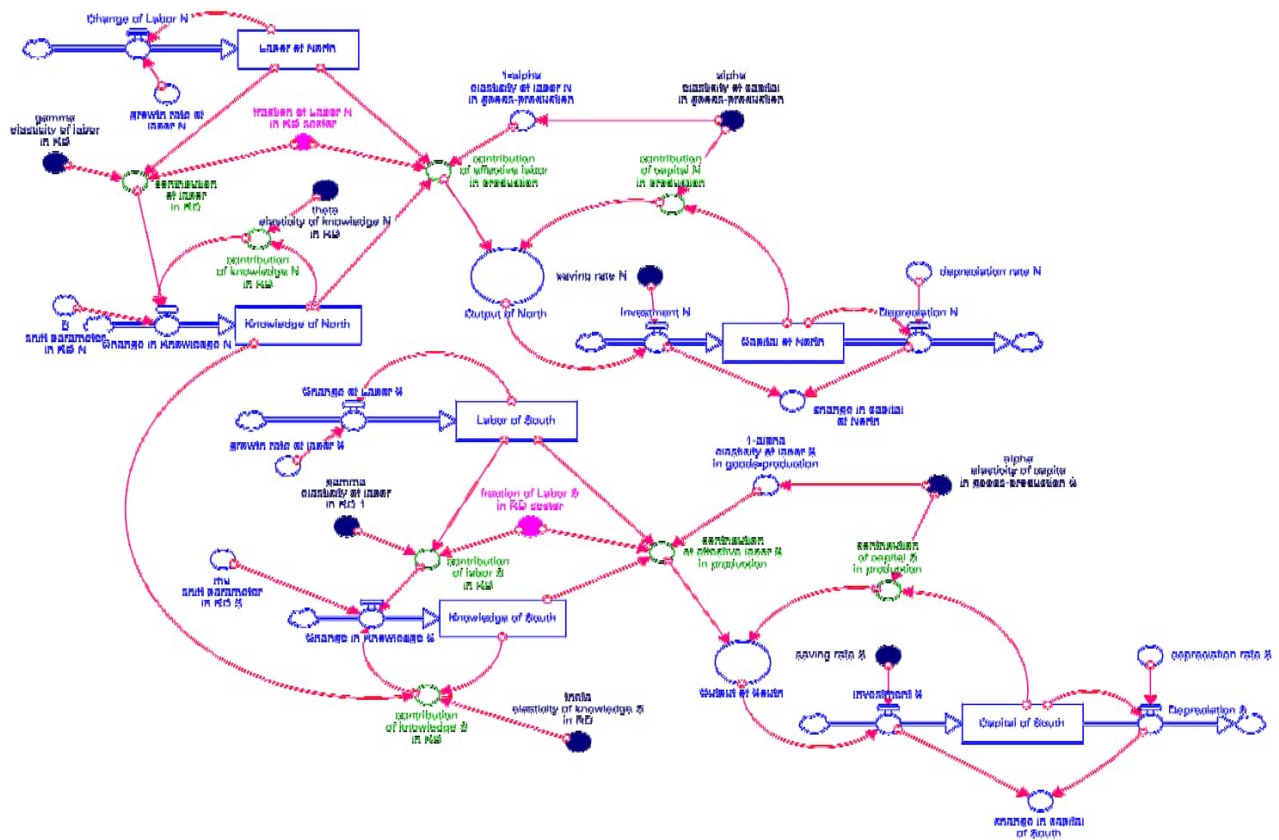 Change of Labor N
Labor of North
growth rate of
labor N
gamma
elasticity of labor
in RD
fraction of Labor N
in RD sector
1-alpha
elasticity of labor N
in goods-production
alpha
elasticity of capital
in goods-production
contribution
of labor
in RD
contribution
of effective labor
in production
contribution
of capital N
in production
theta
elasticity of knowledge N
in RD
contribution
of knowledge N
in RD
B
shift parameter
in RD N
Change in Knowledge N
Knowledge of North
Output of North
saving rate N
Investment N
Capital of North
depreciation rate N
Depreciation N
change in capital
of North
Change of Labor S
Labor of South
growth rate of labor S
gamma
elasticity of labor
in RD 1
fraction of Labor S
in RD sector
1-alpha
elasticity of labor S
in goods-production
alpha
elasticity of capital
in goods-production S
contribution
of labor S
in RD
contribution
of effective labor S
in production
contribution
of capital S
in production
mu
shift parameter
in RD S
Change in Knowledge S
Knowledge of South
contribution
of knowledge S
in RD
theta
elasticity of knowledge S
in RD
Output of South
saving rate S
Investment S
Capital of South
depreciation rate S
Depreciation S
change in capital
of South